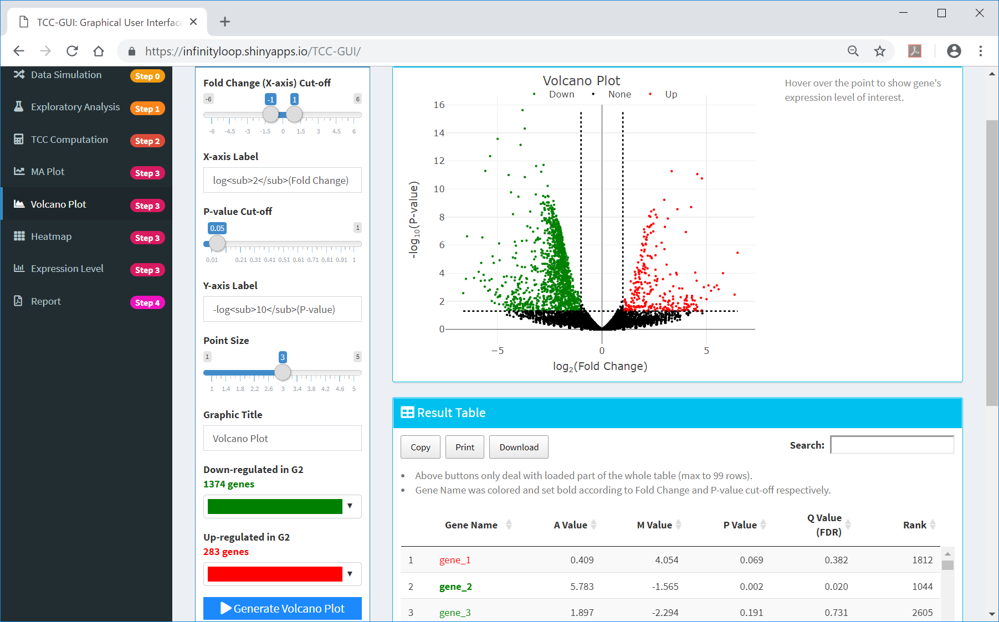 TCC-GUI: Graphical User Interface
https://infinityloop.shinyapps.io/TCC-GUI/
Data Simulation Step 0
Exploratory Analysis Step 1
TCC Computation Step 2
MA Plot Step 3
Volcano Plot Step 3
Heatmap Step 3
Expression Level Step 3
Report Step 4
Fold Change (X-axis) Cut-off
-6 -1 1 6
-6 -4.5 -3 -1.5 0 1.5 3 4.5 6
X-axis Label
log<sub>2</sub>(Fold Change)
P-value Cut-off
0.05 1
0.01 0.21 0.31 0.41 0.51 0.61 0.71 0.81 0.91 1
Y-axis Label
-log<sub>10</sub>(P-value)
Point Size
1 3 5
1 1.4 1.8 2.2 2.6 3 3.4 3.8 4.2 4.6 5
Graphic Title
Volcano Plot
Down-regulated in G2
1374 genes
Up-regulated in G2
283 genes
Generate Volcano Plot
Volcano Plot
Down None Up
16
14
12
10
8
6
4
2
0
-log10(P-value)
−5 0 5
log2(Fold Change)
Hover over the point to show gene's
expression level of interest.
Result Table
Copy Print Download
Search:
• Above buttons only deal with loaded part of the whole table (max to 99 rows).
• Gene Name was colored and set bold according to Fold Change and P-value cut-off respectively.
Gene Name A Value M Value P Value Q Value (FDR) Rank
1 gene_1 0.409 4.054 0.069 0.382 1812
2 gene_2 5.783 -1.565 0.002 0.020 1044
3 gene_3 1.897 -2.294 0.191 0.731 2605